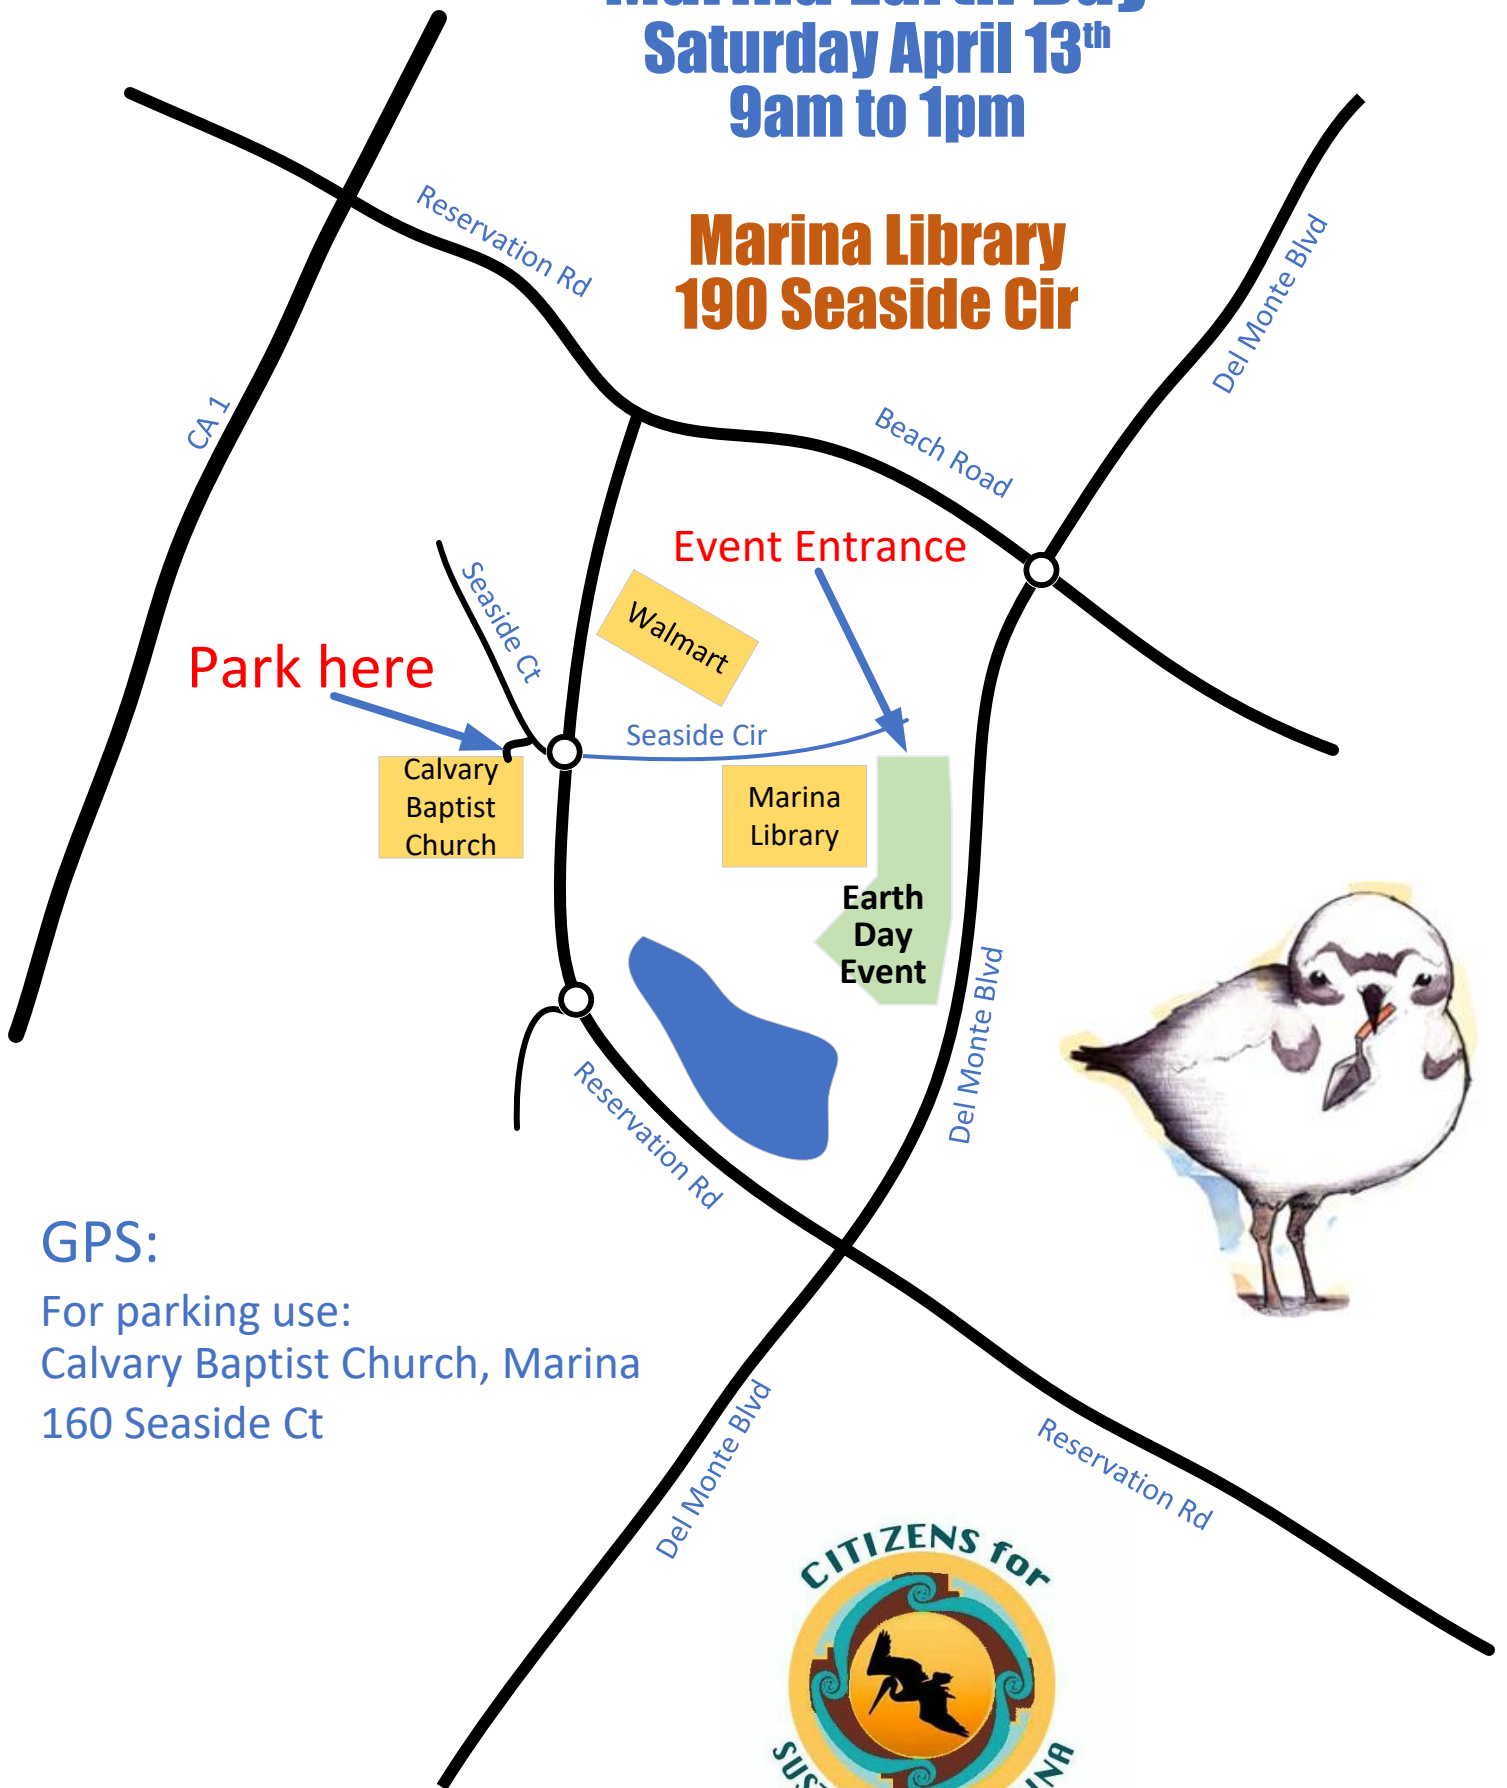 Marina Earth Day
Saturday April 13th
9am to 1pm
Marina Library
190 Seaside Cir
Reservation Rd
Del Monte Blvd
CA 1
Beach Road
Event Entrance
Seaside Ct
Walmart
Park here
Seaside Cir
Calvary
Baptist
Church
Marina
Library
Earth
Day
Event
Del Monte Blvd
Reservation Rd
GPS:
For parking use:
Calvary Baptist Church, Marina
160 Seaside Ct
Del Monte Blvd
Reservation Rd
CITIZENS for